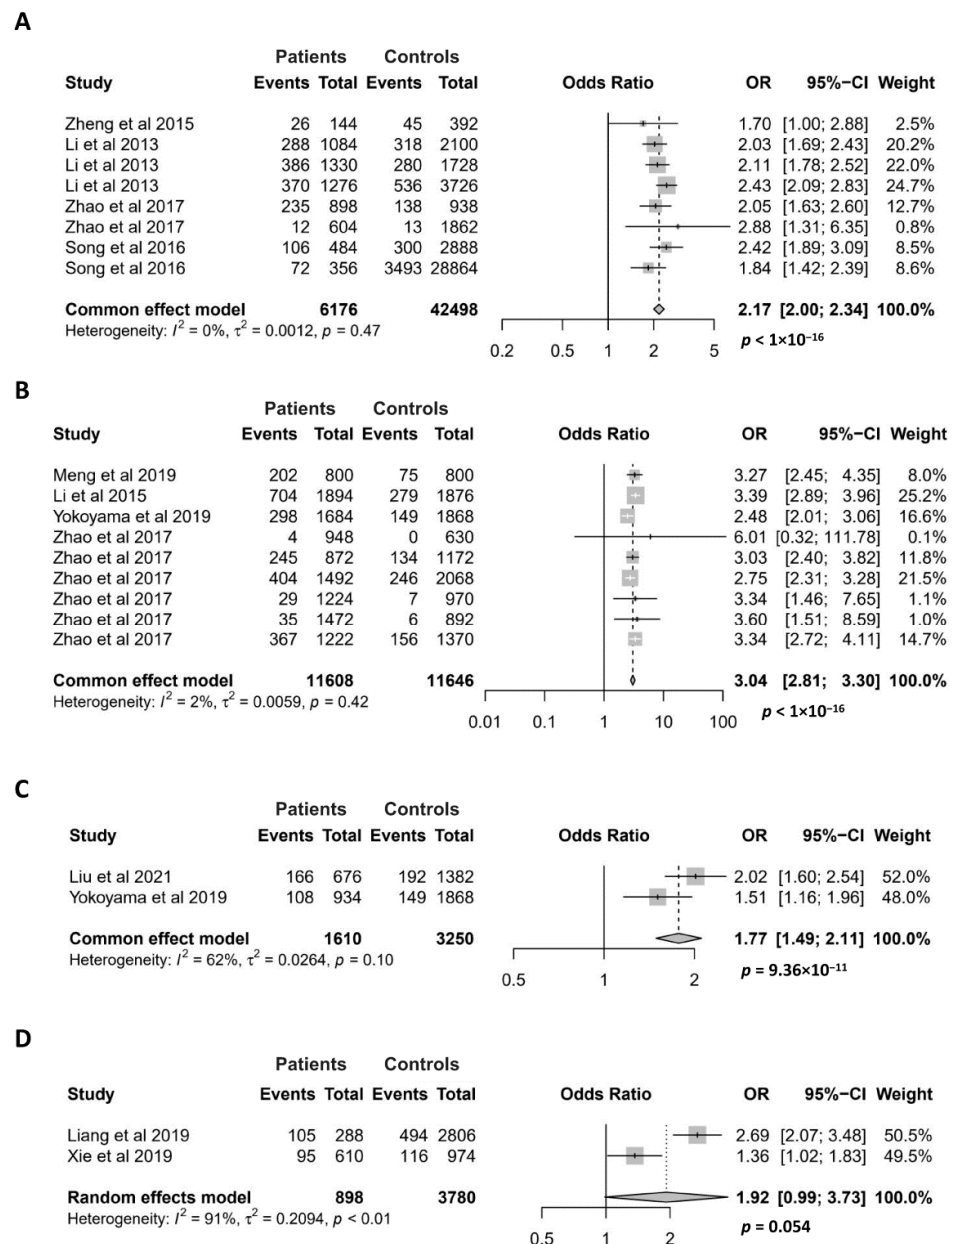 A
Patients Controls
Study Events Total Events Total Odds Ratio OR 95%−CI Weight
Zheng et al 2015 26 144 45 392 1.70 [1.00; 2.88] 2.5%
Li et al 2013 288 1084 318 2100 2.03 [1.69; 2.43] 20.2%
Li et al 2013 386 1330 280 1728 2.11 [1.78; 2.52] 22.0%
Li et al 2013 370 1276 536 3726 2.43 [2.09; 2.83] 24.7%
Zhao et al 2017 235 898 138 938 2.05 [1.63; 2.60] 12.7%
Zhao et al 2017 12 604 13 1862 2.88 [1.31; 6.35] 0.8%
Song et al 2016 106 484 300 2888 2.42 [1.89; 3.09] 8.5%
Song et al 2016 72 356 3493 28864 1.84 [1.42; 2.39] 8.6%
Common effect model 6176 42498 2.17 [2.00; 2.34] 100.0%
Heterogeneity: I² = 0%, τ² = 0.0012, p = 0.47
p < 1×10⁻¹⁶
0.2 0.5 1 2 5
B
Patients Controls
Study Events Total Events Total Odds Ratio OR 95%−CI Weight
Meng et al 2019 202 800 75 800 3.27 [2.45; 4.35] 8.0%
Li et al 2015 704 1894 279 1876 3.39 [2.89; 3.96] 25.2%
Yokoyama et al 2019 298 1684 149 1868 2.48 [2.01; 3.06] 16.6%
Zhao et al 2017 4 948 0 630 6.01 [0.32; 111.78] 0.1%
Zhao et al 2017 245 872 134 1172 3.03 [2.40; 3.82] 11.8%
Zhao et al 2017 404 1492 246 2068 2.75 [2.31; 3.28] 21.5%
Zhao et al 2017 29 1224 7 970 3.34 [1.46; 7.65] 1.1%
Zhao et al 2017 35 1472 6 892 3.60 [1.51; 8.59] 1.0%
Zhao et al 2017 367 1222 156 1370 3.34 [2.72; 4.11] 14.7%
Common effect model 11608 11646 3.04 [2.81; 3.30] 100.0%
Heterogeneity: I² = 2%, τ² = 0.0059, p = 0.42
p < 1×10⁻¹⁶
0.01 0.1 1 10 100
C
Patients Controls
Study Events Total Events Total Odds Ratio OR 95%−CI Weight
Liu et al 2021 166 676 192 1382 2.02 [1.60; 2.54] 52.0%
Yokoyama et al 2019 108 934 149 1868 1.51 [1.16; 1.96] 48.0%
Common effect model 1610 3250 1.77 [1.49; 2.11] 100.0%
Heterogeneity: I² = 62%, τ² = 0.0264, p = 0.10
p = 9.36×10⁻¹¹
0.5 1 2
D
Patients Controls
Study Events Total Events Total Odds Ratio OR 95%−CI Weight
Liang et al 2019 105 288 494 2806 2.69 [2.07; 3.48] 50.5%
Xie et al 2019 95 610 116 974 1.36 [1.02; 1.83] 49.5%
Random effects model 898 3780 1.92 [0.99; 3.73] 100.0%
Heterogeneity: I² = 91%, τ² = 0.2094, p < 0.01
p = 0.054
0.5 1 2